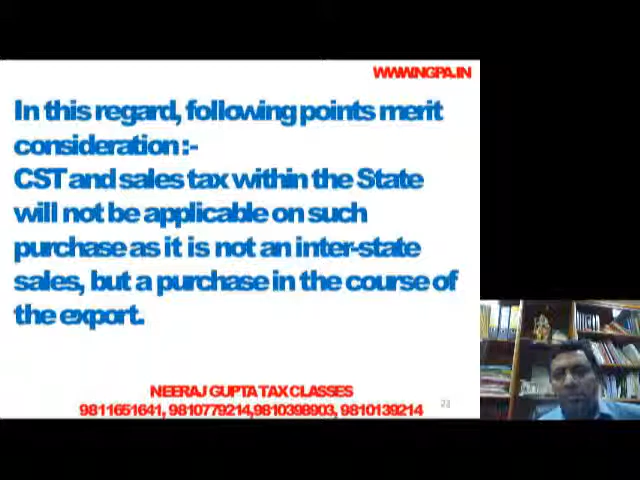 WWW.NGPA.IN
In this regard, following points merit
consideration :-
CST and sales tax within the State
will not be applicable on such
purchase as it is not an inter-state
sales, but a purchase in the course of
the export.
NEERAJ GUPTA TAX CLASSES
9811651641, 9810779214,9810398903, 9810139214
23